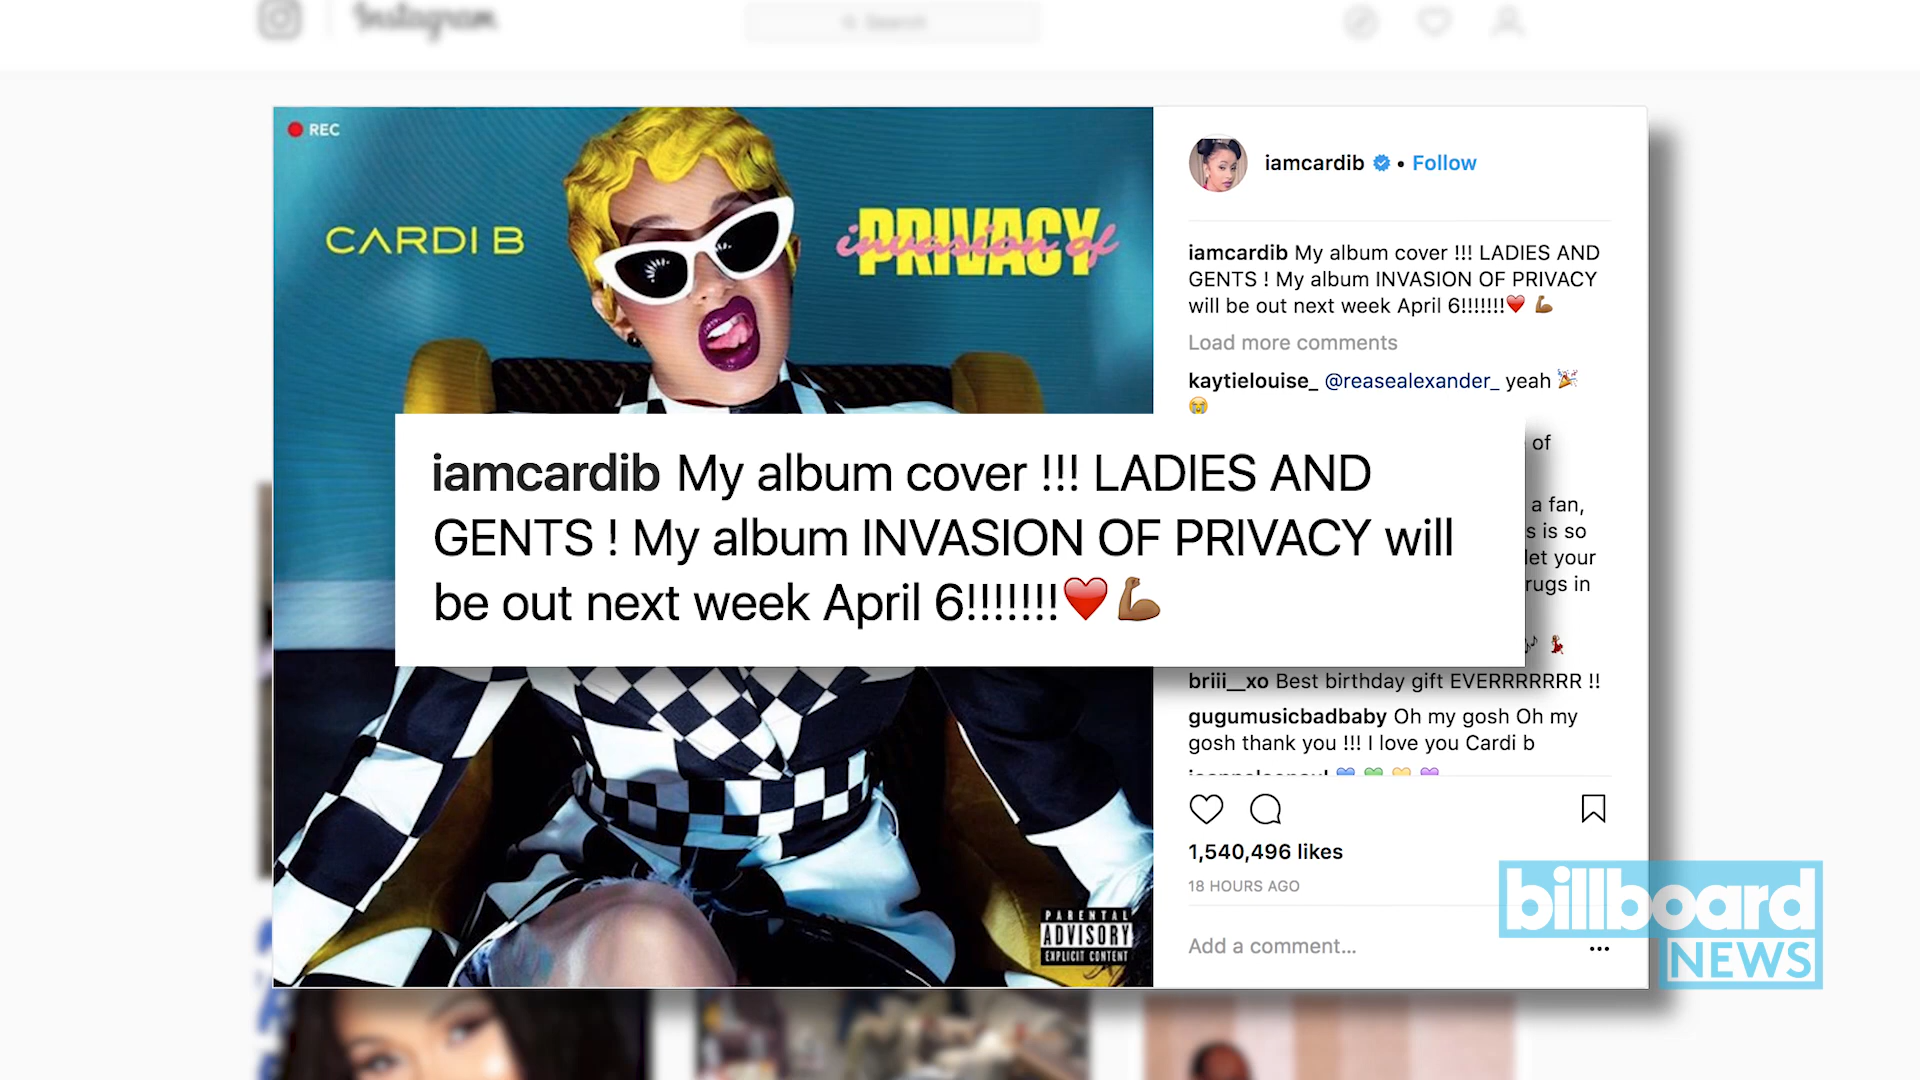 Instagram
Search
REC
CARDI B
invasion of
PRIVACY
iamcardib • Follow
iamcardib My album cover !!! LADIES AND
GENTS ! My album INVASION OF PRIVACY
will be out next week April 6!!!!!!!❤️ 💪🏾
Load more comments
kaytielouise_ @reasealexander_ yeah 🎉
😭
of
a fan,
s is so
let your
rugs in
🎶 💃🏾
iamcardib My album cover !!! LADIES AND
GENTS ! My album INVASION OF PRIVACY will
be out next week April 6!!!!!!!❤️💪🏾
briii__xo Best birthday gift EVERRRRRRR !!
gugumusicbadbaby Oh my gosh Oh my
gosh thank you !!! I love you Cardi b
💙 💚 💛 💜
1,540,496 likes
18 HOURS AGO
Add a comment...
PARENTAL
ADVISORY
EXPLICIT CONTENT
billboard
NEWS